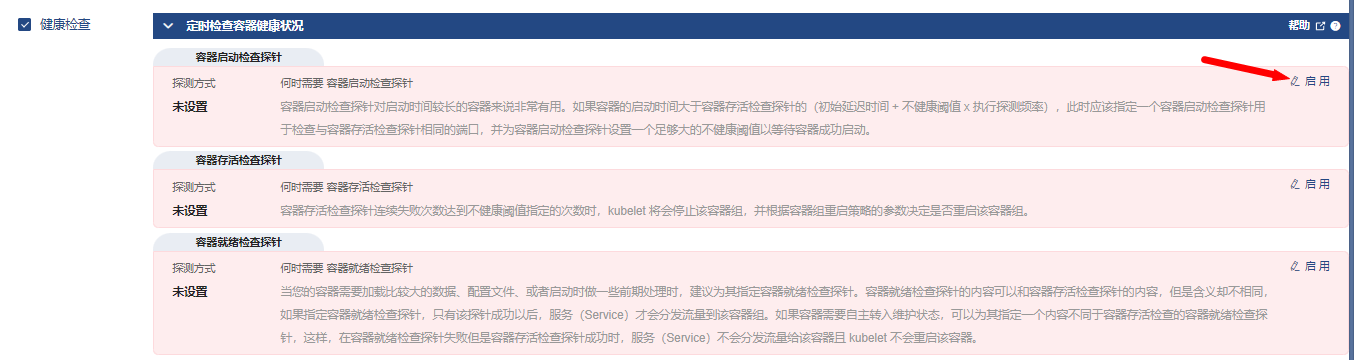 健康检查
定时检查容器健康状况 帮助
容器启动检查探针
探测方式 何时需要 容器启动检查探针 启 用
未设置 容器启动检查探针对启动时间较长的容器来说非常有用。如果容器的启动时间大于容器存活检查探针的（初始延迟时间 + 不健康阈值 x 执行探测频率），此时应该指定一个容器启动检查探针用
于检查与容器存活检查探针相同的端口，并为容器启动检查探针设置一个足够大的不健康阈值以等待容器成功启动。
容器存活检查探针
探测方式 何时需要 容器存活检查探针 启 用
未设置 容器存活检查探针连续失败次数达到不健康阈值指定的次数时，kubelet 将会停止该容器组，并根据容器组重启策略的参数决定是否重启该容器组。
容器就绪检查探针
探测方式 何时需要 容器就绪检查探针 启 用
未设置 当您的容器需要加载比较大的数据、配置文件、或者启动时做一些前期处理时，建议为其指定容器就绪检查探针。容器就绪检查探针的内容可以和容器存活检查探针的内容，但是含义却不相同，
如果指定容器就绪检查探针，只有该探针成功以后，服务（Service）才会分发流量到该容器组。如果容器需要自主转入维护状态，可以为其指定一个内容不同于容器存活检查的容器就绪检查探
针，这样，在容器就绪检查探针失败但是容器存活检查探针成功时，服务（Service）不会分发流量给该容器且 kubelet 不会重启该容器。